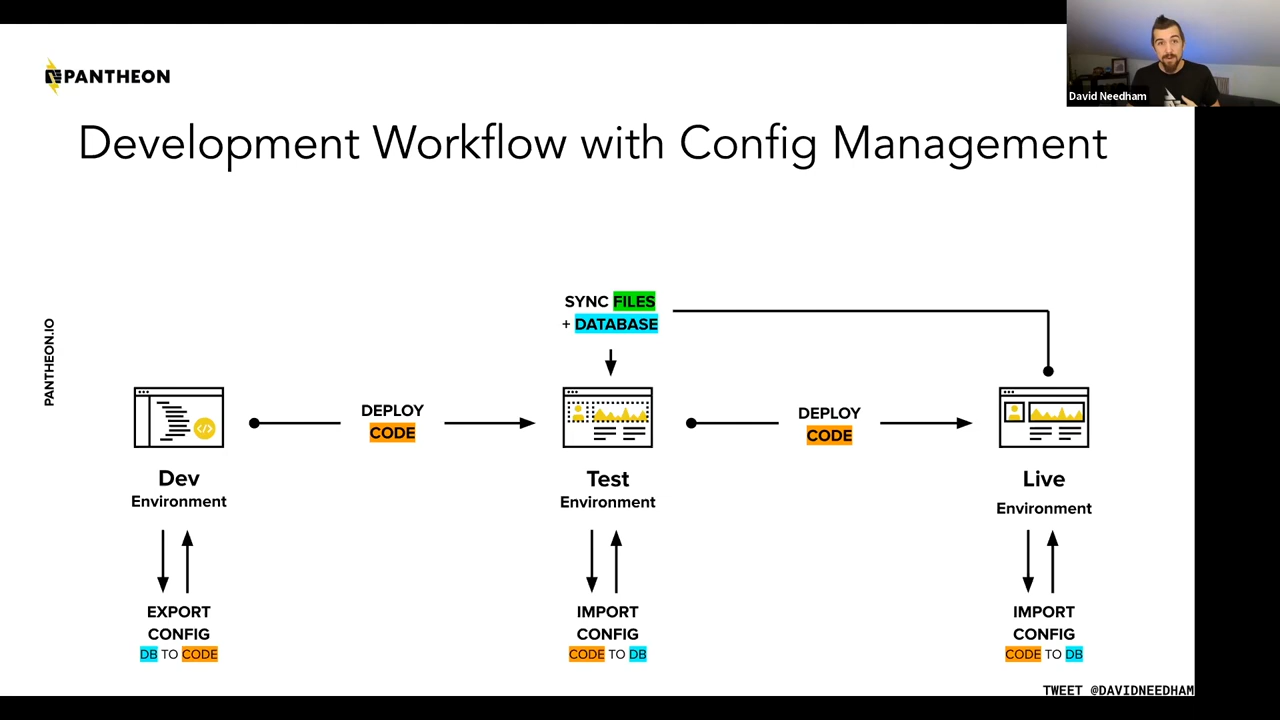 PANTHEON
David Needham
Development Workflow with Config Management
PANTHEON.IO
SYNC FILES
+ DATABASE
DEPLOY
CODE
DEPLOY
CODE
Dev
Environment
Test
Environment
Live
Environment
EXPORT
CONFIG
DB TO CODE
IMPORT
CONFIG
CODE TO DB
IMPORT
CONFIG
CODE TO DB
TWEET @DAVIDNEEDHAM